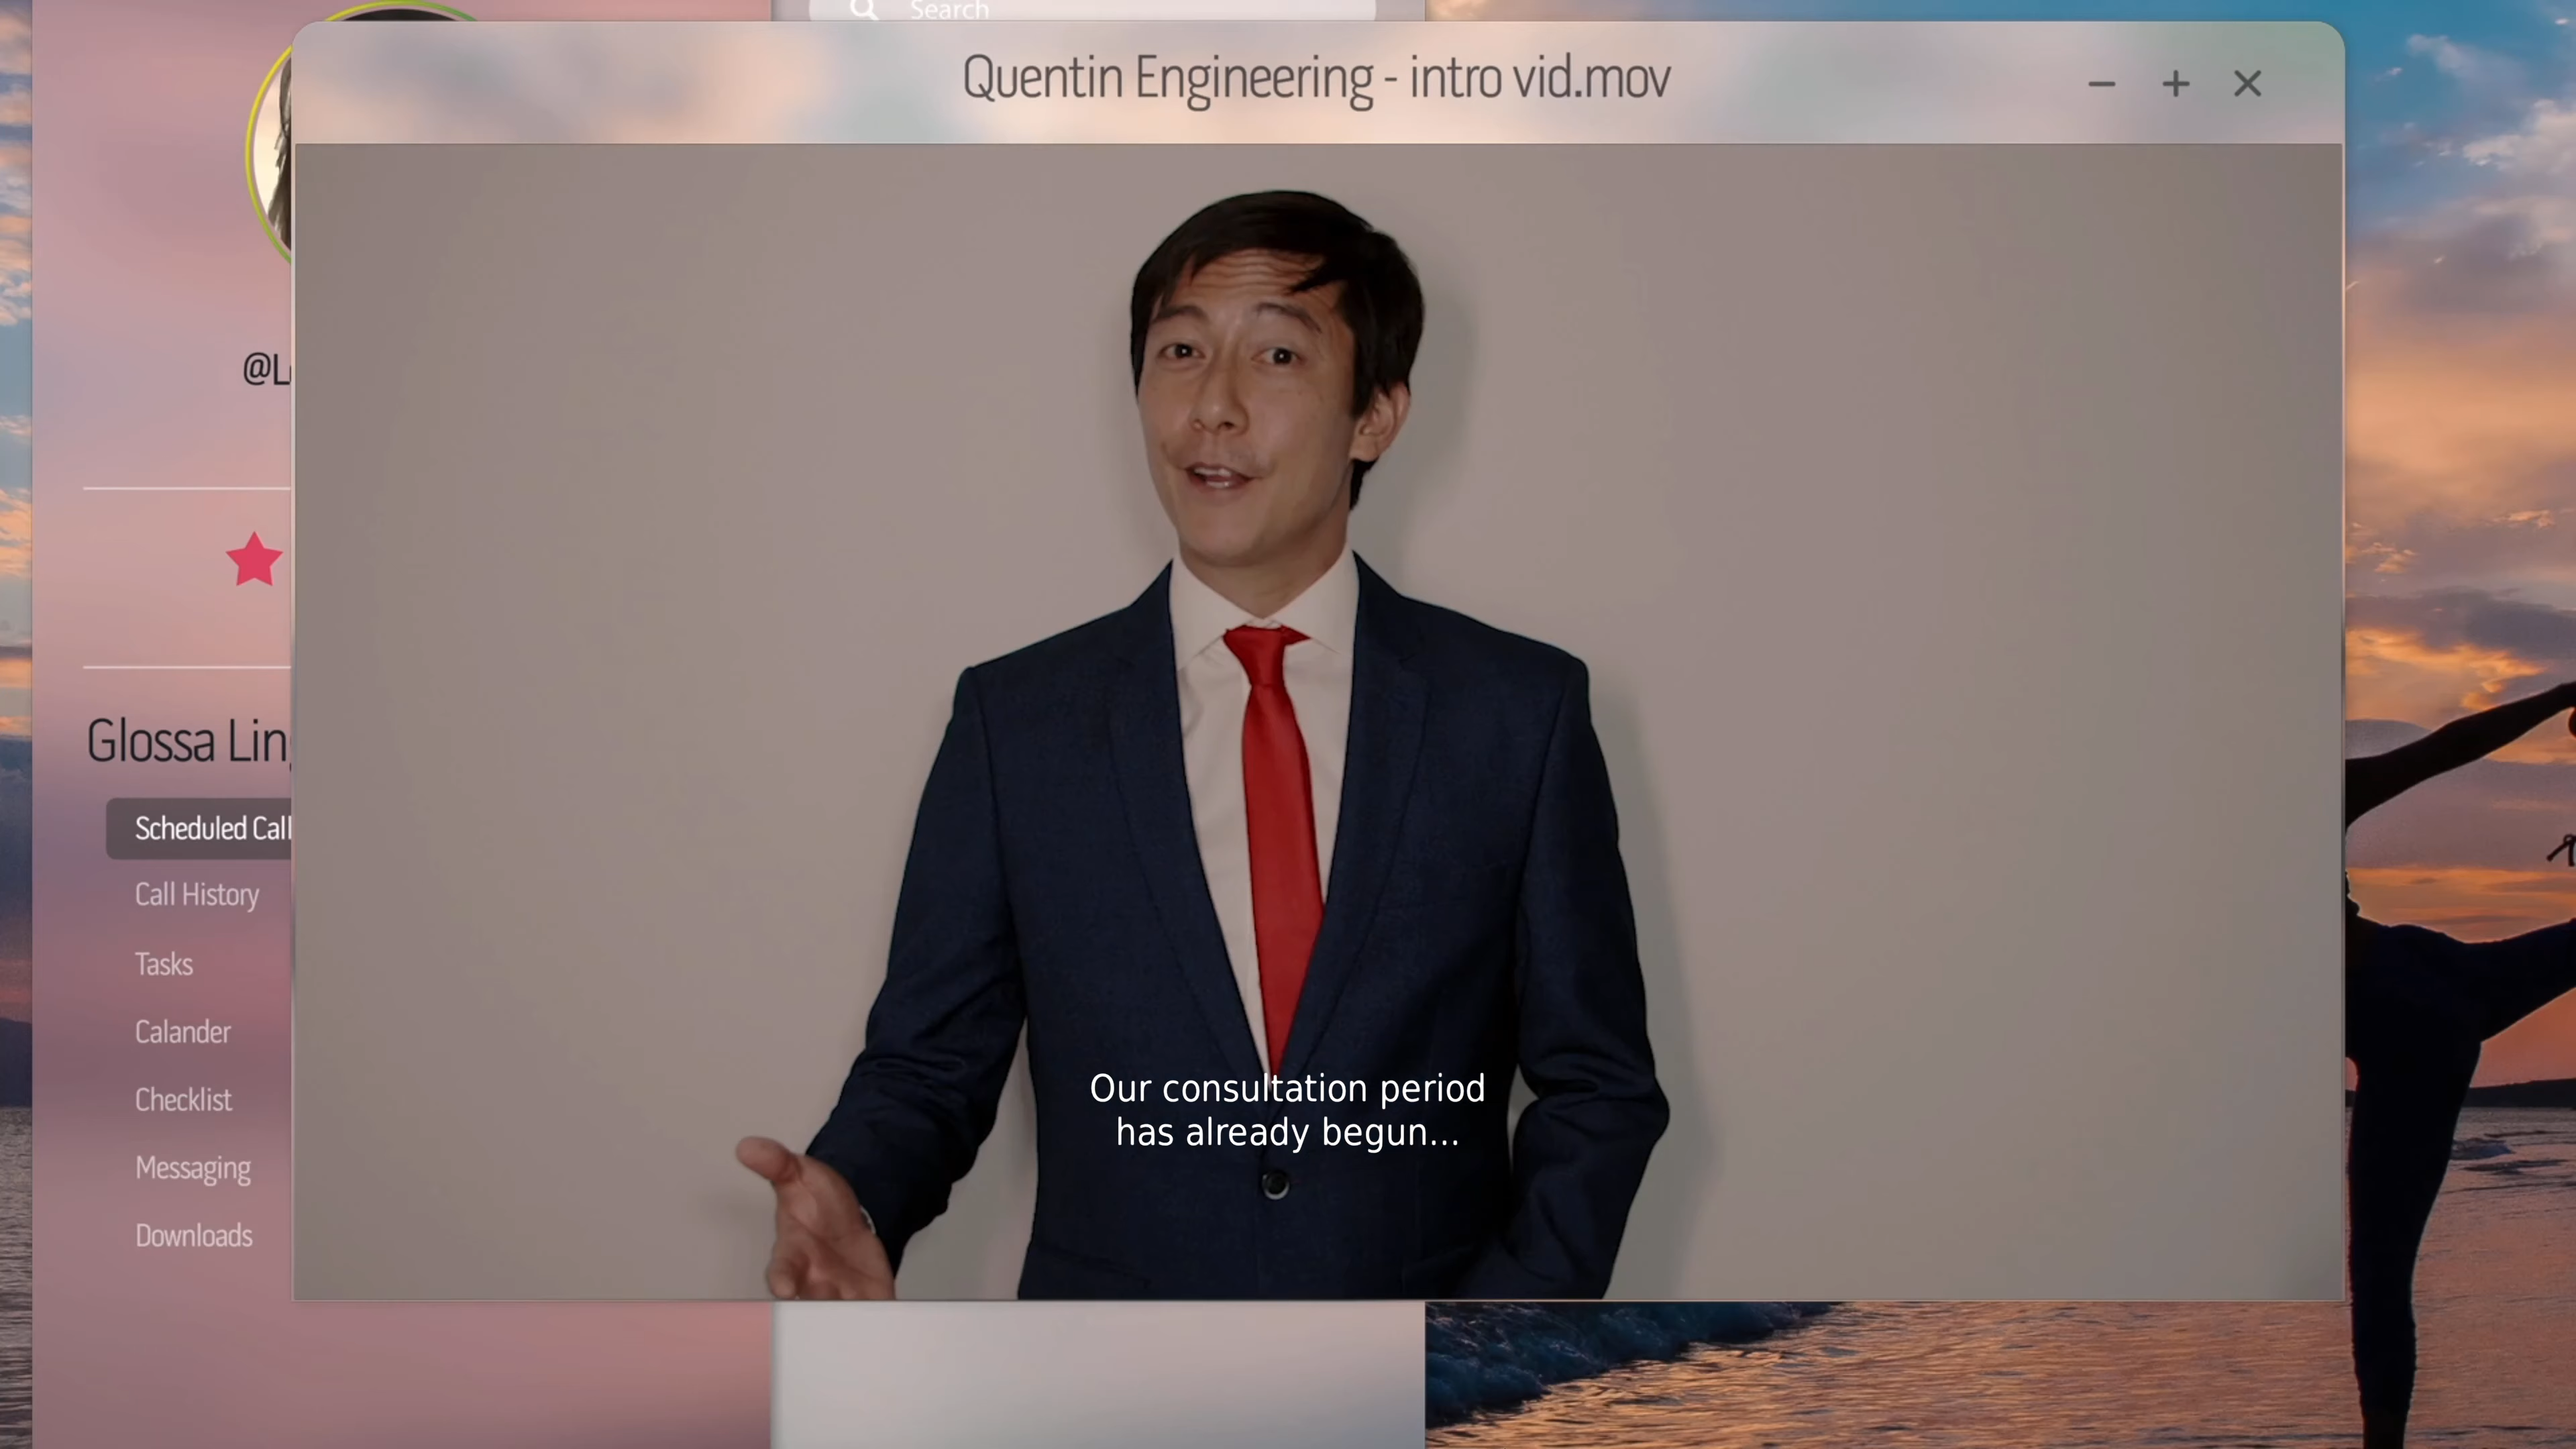 Search
Quentin Engineering - intro vid.mov
Scheduled Call
Call History
Tasks
Calander
Checklist
Messaging
Downloads
Glossa
Our consultation period
has already begun...